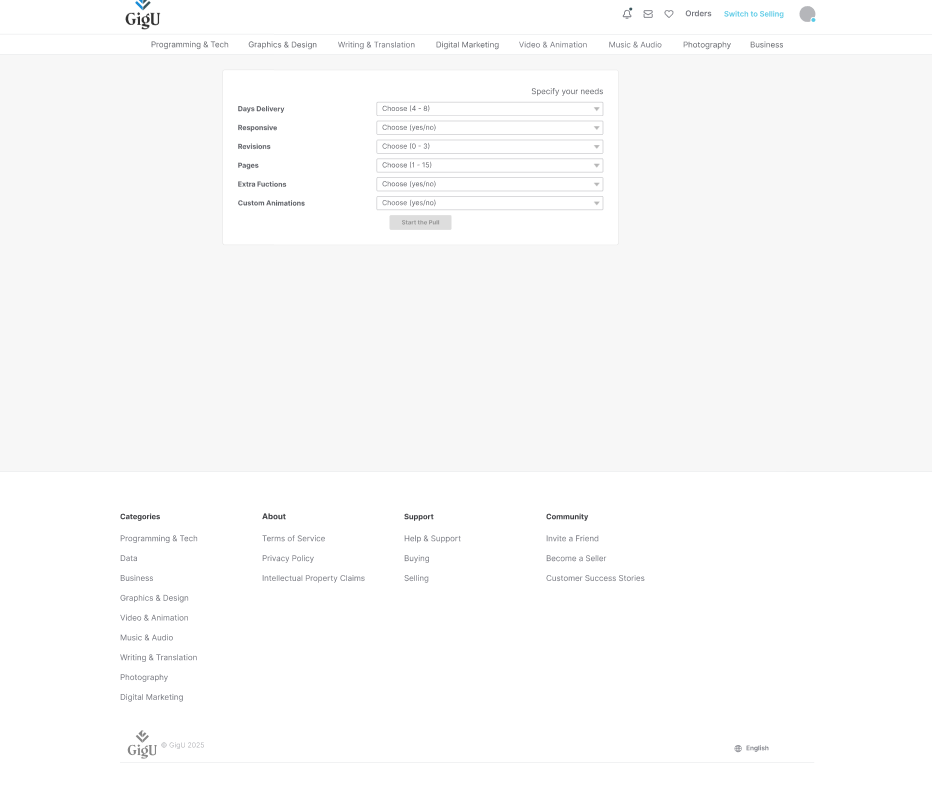 GigU
Orders
Switch to Selling
Programming & Tech
Graphics & Design
Writing & Translation
Digital Marketing
Video & Animation
Music & Audio
Photography
Business
Specify your needs
Days Delivery
Choose (4 - 8)
Responsive
Choose (yes/no)
Revisions
Choose (0 - 3)
Pages
Choose (1 - 15)
Extra Fuctions
Choose (yes/no)
Custom Animations
Choose (yes/no)
Start the Pull
Categories
Programming & Tech
Data
Business
Graphics & Design
Video & Animation
Music & Audio
Writing & Translation
Photography
Digital Marketing
About
Terms of Service
Privacy Policy
Intellectual Property Claims
Support
Help & Support
Buying
Selling
Community
Invite a Friend
Become a Seller
Customer Success Stories
GigU
© GigU 2025
English